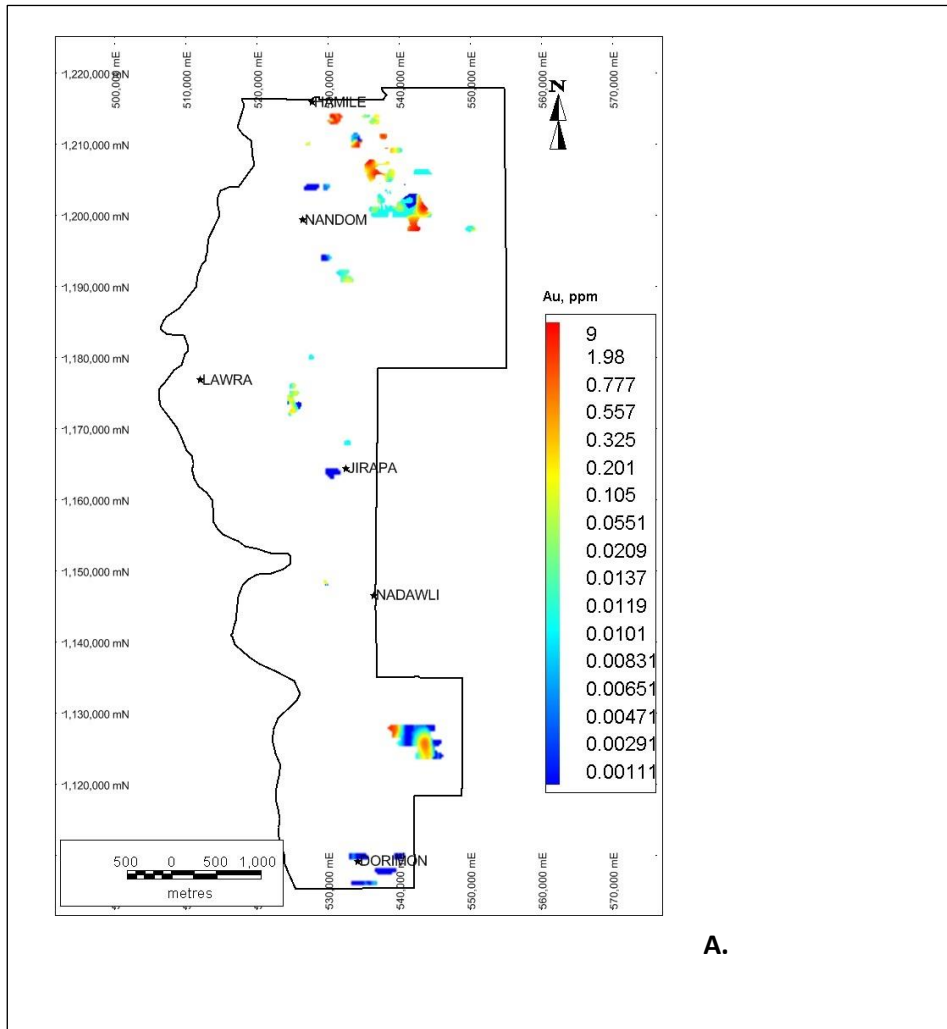 500,000 mE
510,000 mE
520,000 mE
540,000 mE
550,000 mE
560,000 mE
570,000 mE
1,220,000 mN
N
HAMILE
1,210,000 mN
1,200,000 mN
NANDOM
1,190,000 mN
Au, ppm
9
1.98
0.777
0.557
0.325
0.201
0.105
0.0551
0.0209
0.0137
0.0119
0.0101
0.00831
0.00651
0.00471
0.00291
0.00111
1,180,000 mN
LAWRA
1,170,000 mN
JIRAPA
1,160,000 mN
1,150,000 mN
NADAWLI
1,140,000 mN
1,130,000 mN
1,120,000 mN
DORIMON
500 0 500 1,000
metres
530,000 mE
540,000 mE
550,000 mE
560,000 mE
570,000 mE
A.